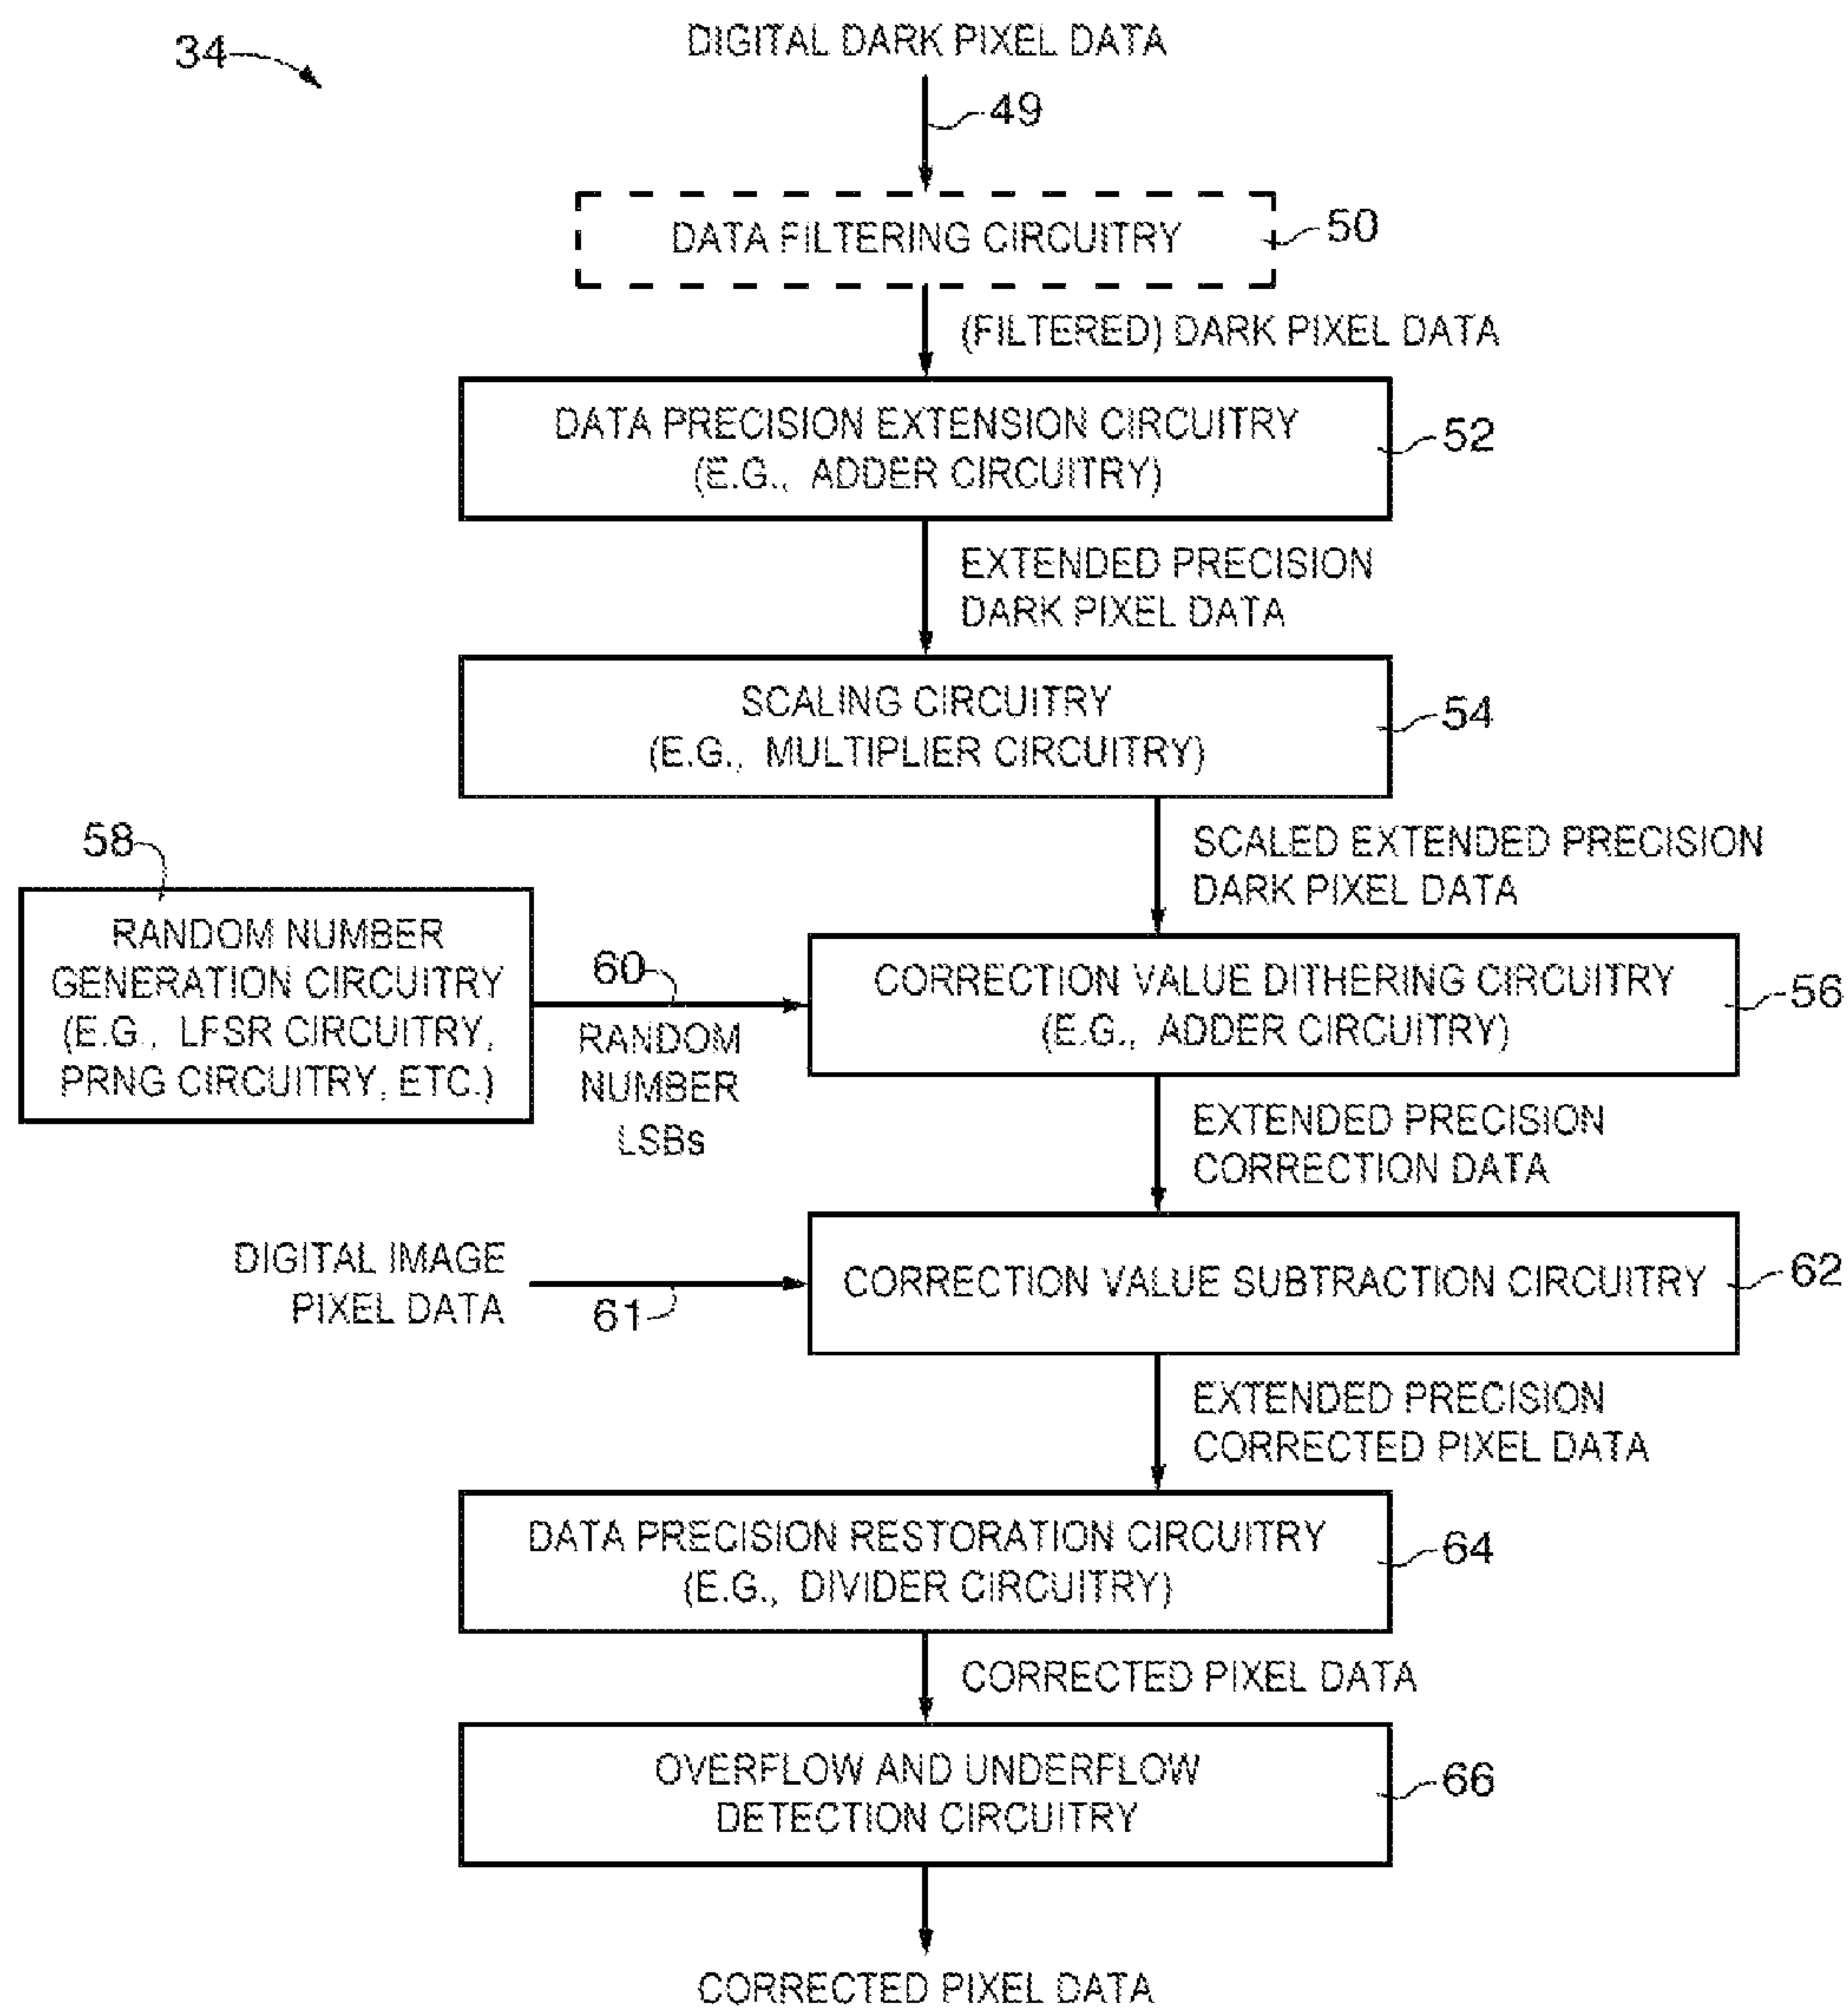 34
DIGITAL DARK PIXEL DATA
49
DATA FILTERING CIRCUITRY
50
(FILTERED) DARK PIXEL DATA
DATA PRECISION EXTENSION CIRCUITRY
(E.G., ADDER CIRCUITRY)
52
EXTENDED PRECISION
DARK PIXEL DATA
SCALING CIRCUITRY
(E.G., MULTIPLIER CIRCUITRY)
54
SCALED EXTENDED PRECISION
DARK PIXEL DATA
58
RANDOM NUMBER
GENERATION CIRCUITRY
(E.G., LFSR CIRCUITRY,
PRNG CIRCUITRY, ETC.)
60
RANDOM
NUMBER
LSBs
CORRECTION VALUE DITHERING CIRCUITRY
(E.G., ADDER CIRCUITRY)
56
EXTENDED PRECISION
CORRECTION DATA
DIGITAL IMAGE
PIXEL DATA
61
CORRECTION VALUE SUBTRACTION CIRCUITRY
62
EXTENDED PRECISION
CORRECTED PIXEL DATA
DATA PRECISION RESTORATION CIRCUITRY
(E.G., DIVIDER CIRCUITRY)
64
CORRECTED PIXEL DATA
OVERFLOW AND UNDERFLOW
DETECTION CIRCUITRY
66
CORRECTED PIXEL DATA